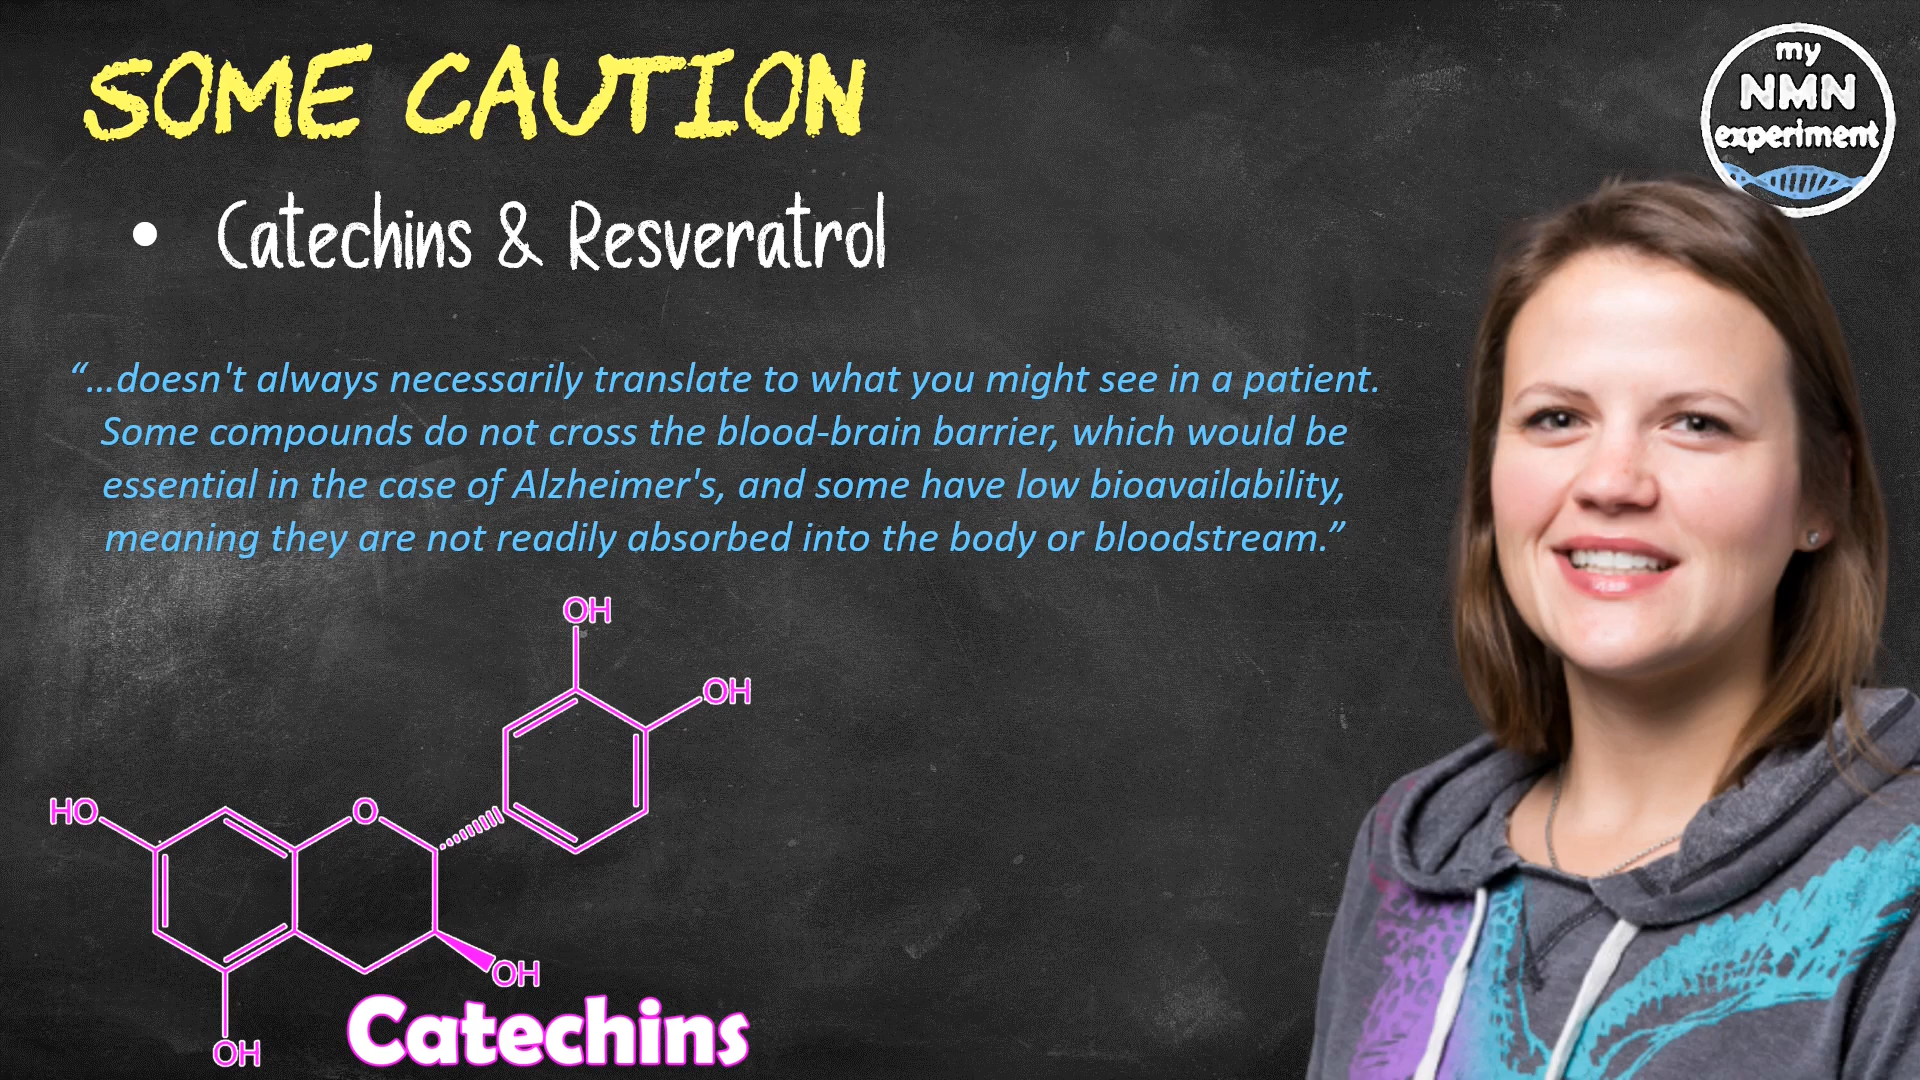 SOME CAUTION
my
NMN
experiment
• Catechins & Resveratrol
“...doesn't always necessarily translate to what you might see in a patient.
Some compounds do not cross the blood-brain barrier, which would be
essential in the case of Alzheimer's, and some have low bioavailability,
meaning they are not readily absorbed into the body or bloodstream.”
OH
OH
HO
O
OH
OH
Catechins